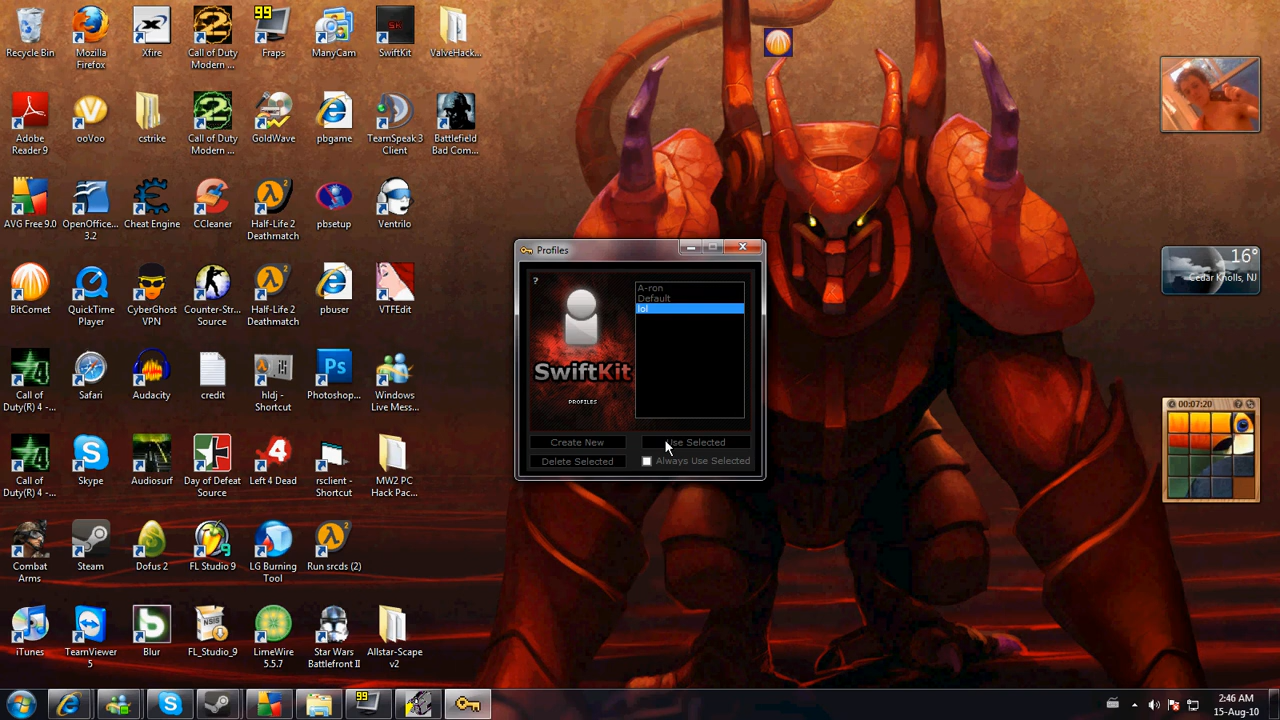 Recycle Bin
Mozilla
Firefox
Xfire
Call of Duty
Modern ...
99
Fraps
ManyCam
SK
SwiftKit
ValveHack...
Adobe
Reader 9
ooVoo
cstrike
Call of Duty
Modern ...
GoldWave
pbgame
TeamSpeak 3
Client
Battlefield
Bad Com...
AVG Free 9.0
OpenOffice...
3.2
Cheat Engine
CCleaner
Half-Life 2
Deathmatch
pbsetup
Ventrilo
BitComet
QuickTime
Player
CyberGhost
VPN
Counter-Str...
Source
Half-Life 2
Deathmatch
pbuser
VTFEdit
Call of
Duty(R) 4 -...
Safari
Audacity
credit
hldj -
Shortcut
Ps
Photoshop...
Windows
Live Mess...
Call of
Duty(R) 4 -...
Skype
Audiosurf
Day of Defeat
Source
Left 4 Dead
rsclient -
Shortcut
MW2 PC
Hack Pac...
Combat
Arms
Steam
Dofus 2
FL Studio 9
LG Burning
Tool
Run srcds (2)
iTunes
TeamViewer
5
Blur
FL_Studio_9
LimeWire
5.5.7
Star Wars
Battlefront II
Allstar-Scape
v2
Profiles
?
A-ron
Default
lol
SwiftKit
PROFILES
Create New
Use Selected
Delete Selected
Always Use Selected
16°
Cedar Knolls, NJ
00:07:20
99
2:46 AM
15-Aug-10